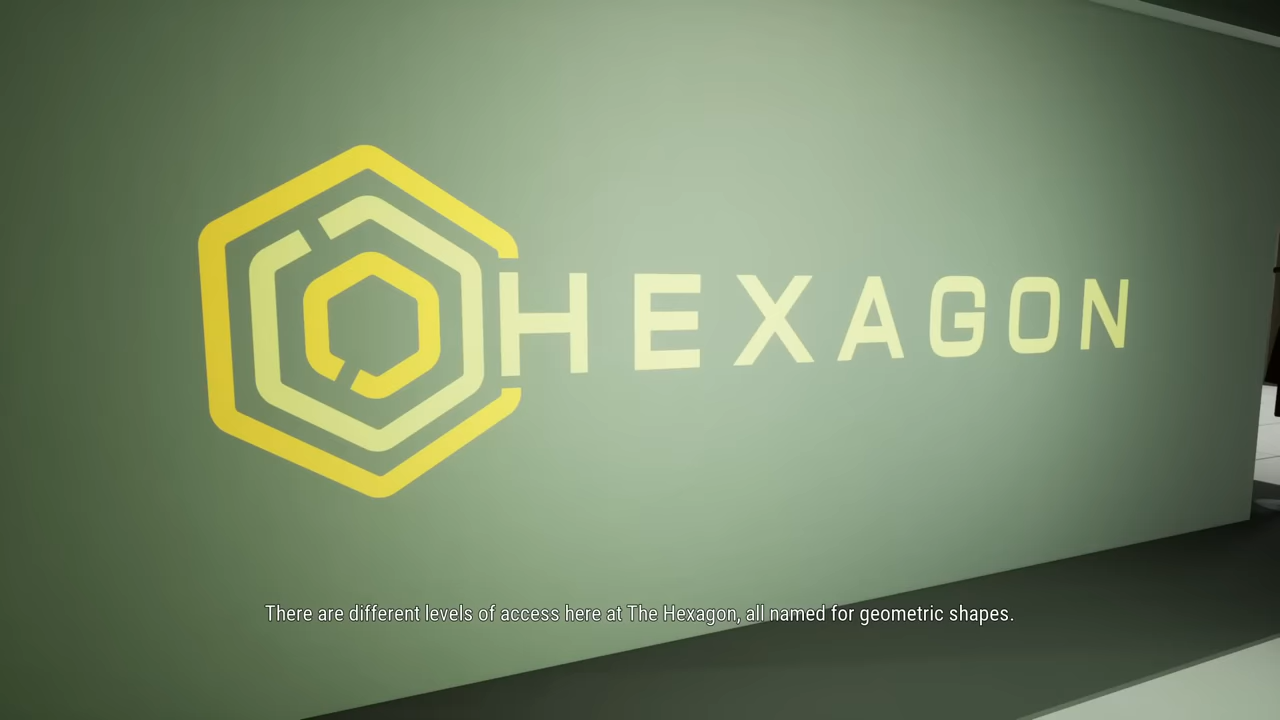 HEXAGON
There are different levels of access here at The Hexagon, all named for geometric shapes.